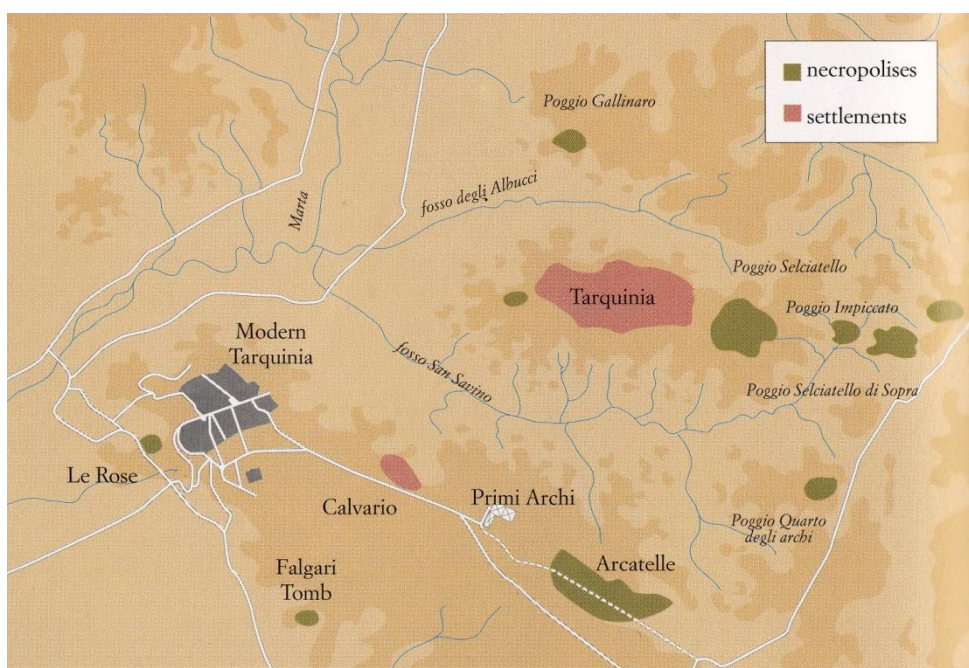 necropolises
settlements
Poggio Gallinaro
fosso degli Albucci
Marta
Poggio Selciatello
Tarquinia
Poggio Impiccato
Modern
Tarquinia
fosso San Savino
Poggio Selciatello di Sopra
Le Rose
Calvario
Primi Archi
Poggio Quarto
degli archi
Arcatelle
Falgari
Tomb